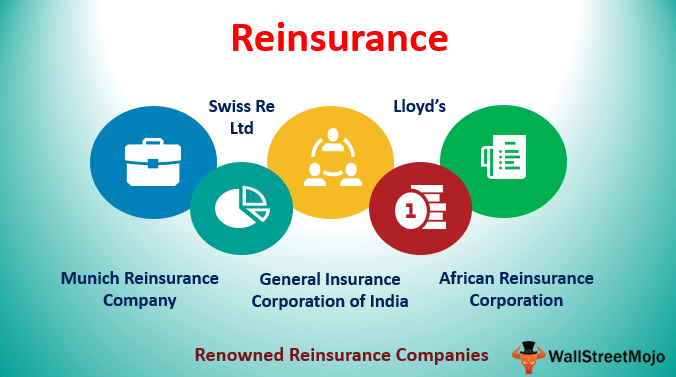 Reinsurance
Swiss Re
Ltd
Lloyd's
1
Munich Reinsurance
Company
General Insurance
Corporation of India
African Reinsurance
Corporation
Renowned Reinsurance Companies
WallStreetMojo